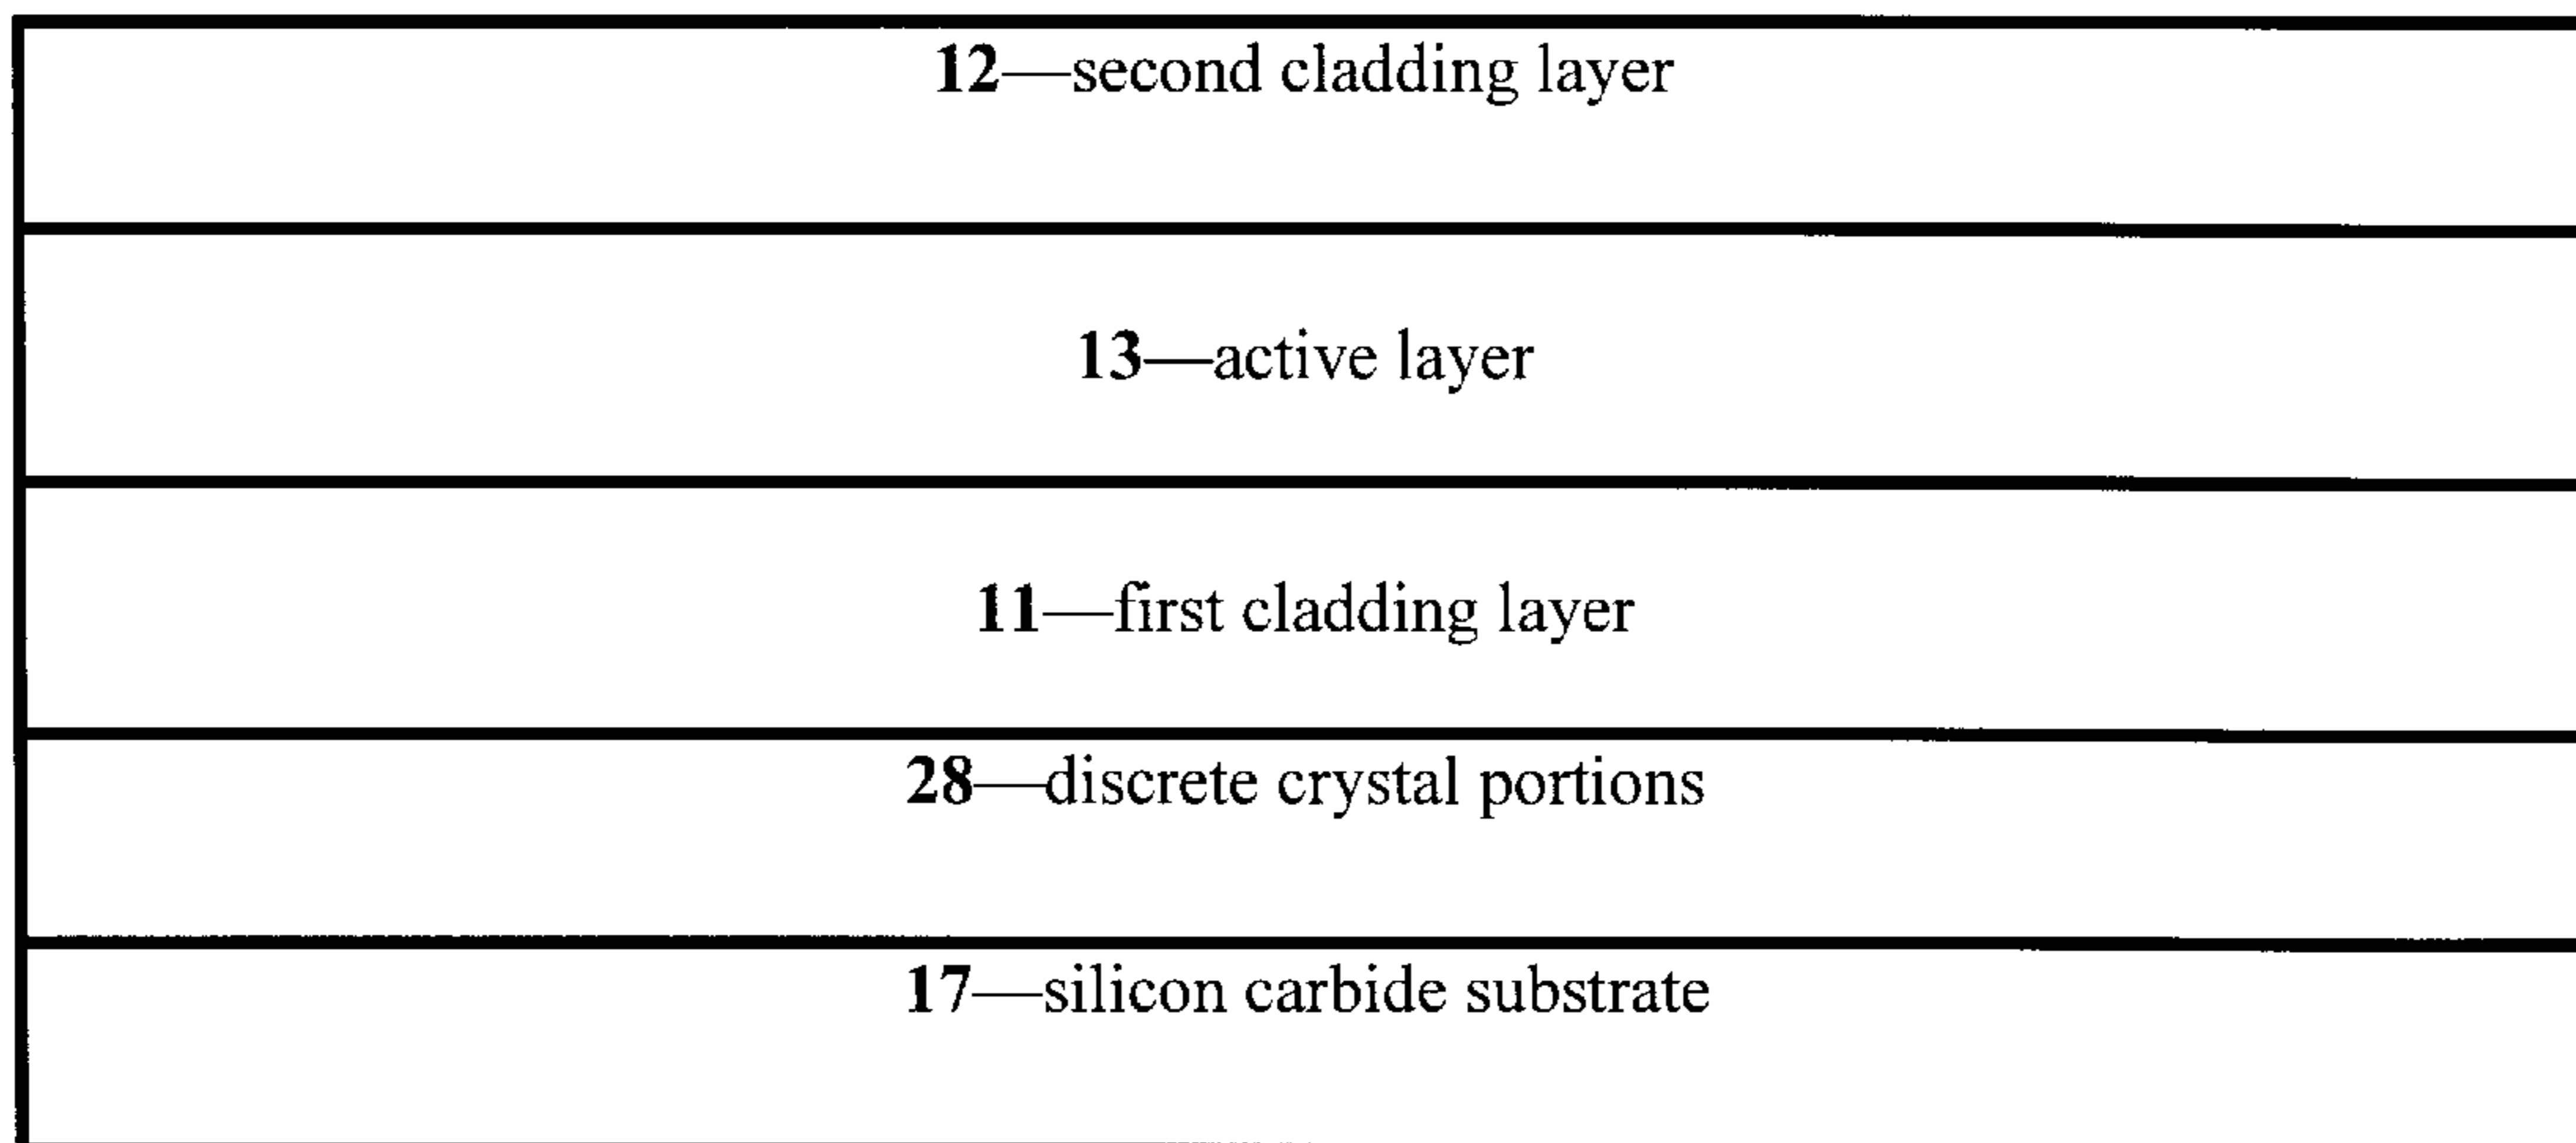 12—second cladding layer
13—active layer
11—first cladding layer
28—discrete crystal portions
17—silicon carbide substrate